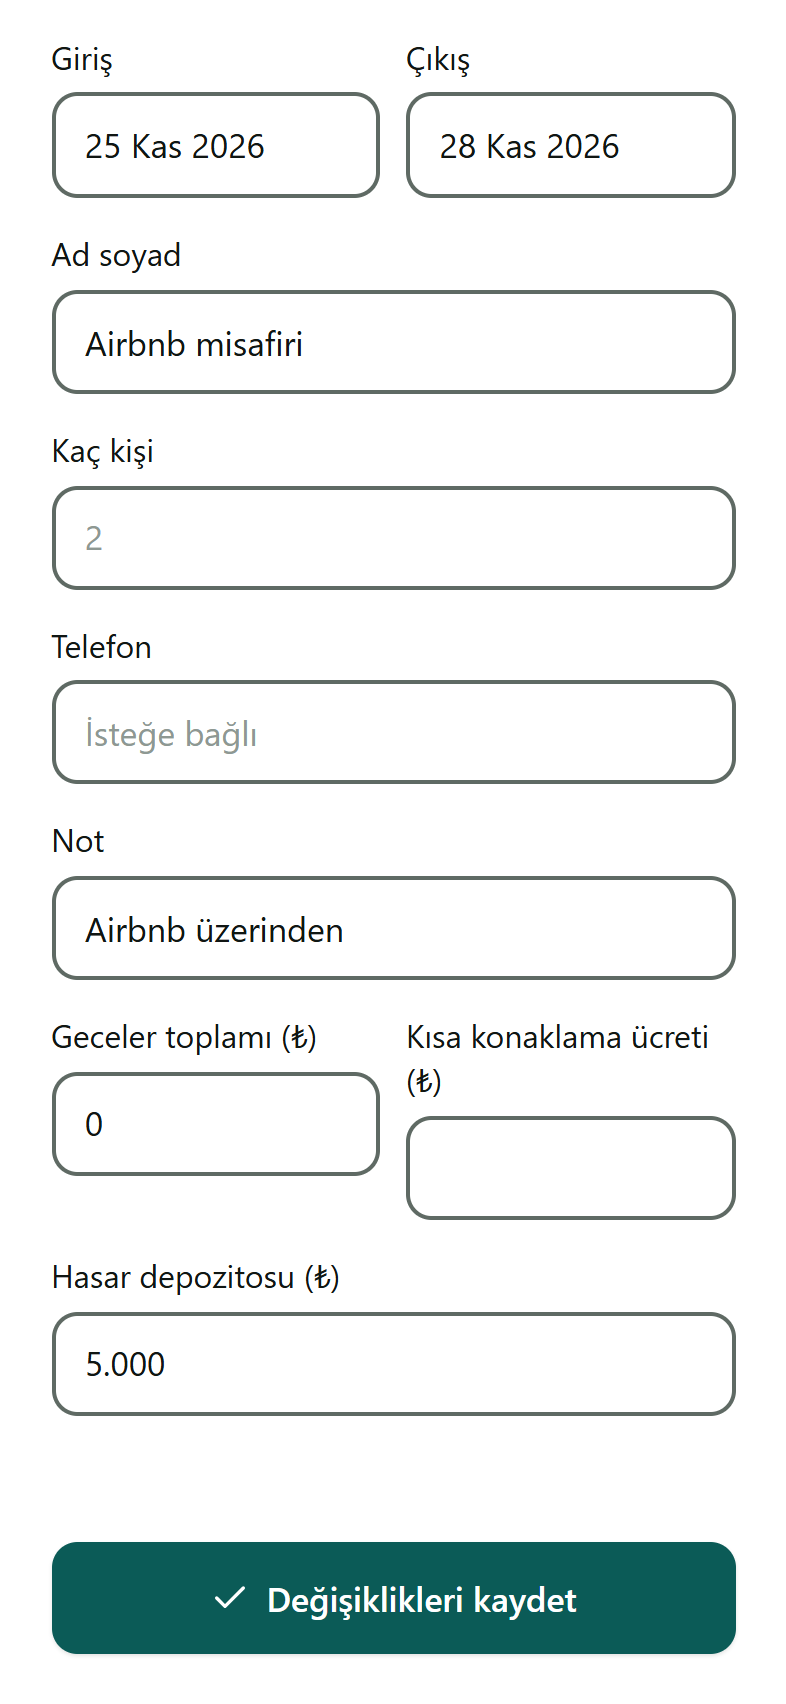 Giriş
Çıkış
25 Kas 2026
28 Kas 2026
Ad soyad
Airbnb misafiri
Kaç kişi
2
Telefon
İsteğe bağlı
Not
Airbnb üzerinden
Geceler toplamı (₺)
Kısa konaklama ücreti
(₺)
0
Hasar depozitosu (₺)
5.000
Değişiklikleri kaydet